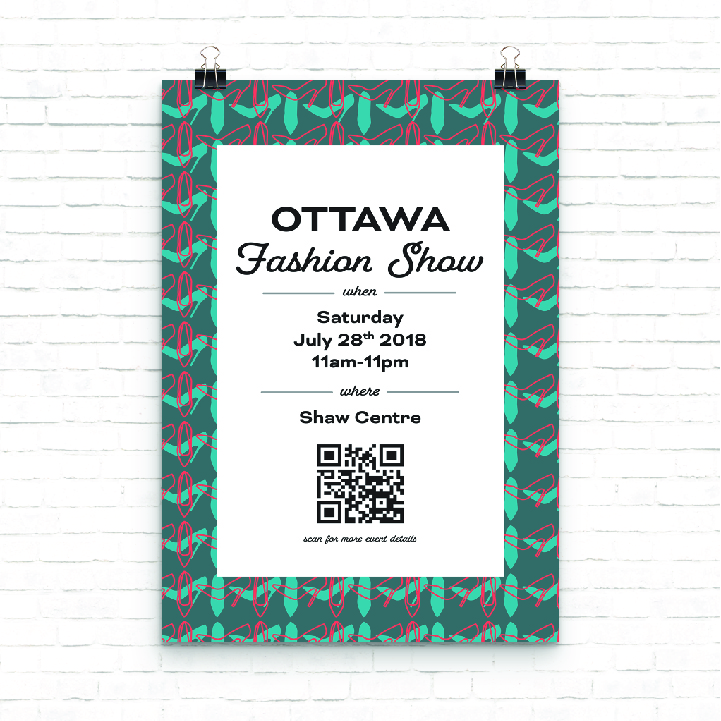 OTTAWA
Fashion Show
when
Saturday
July 28th 2018
11am-11pm
where
Shaw Centre
scan for more event details